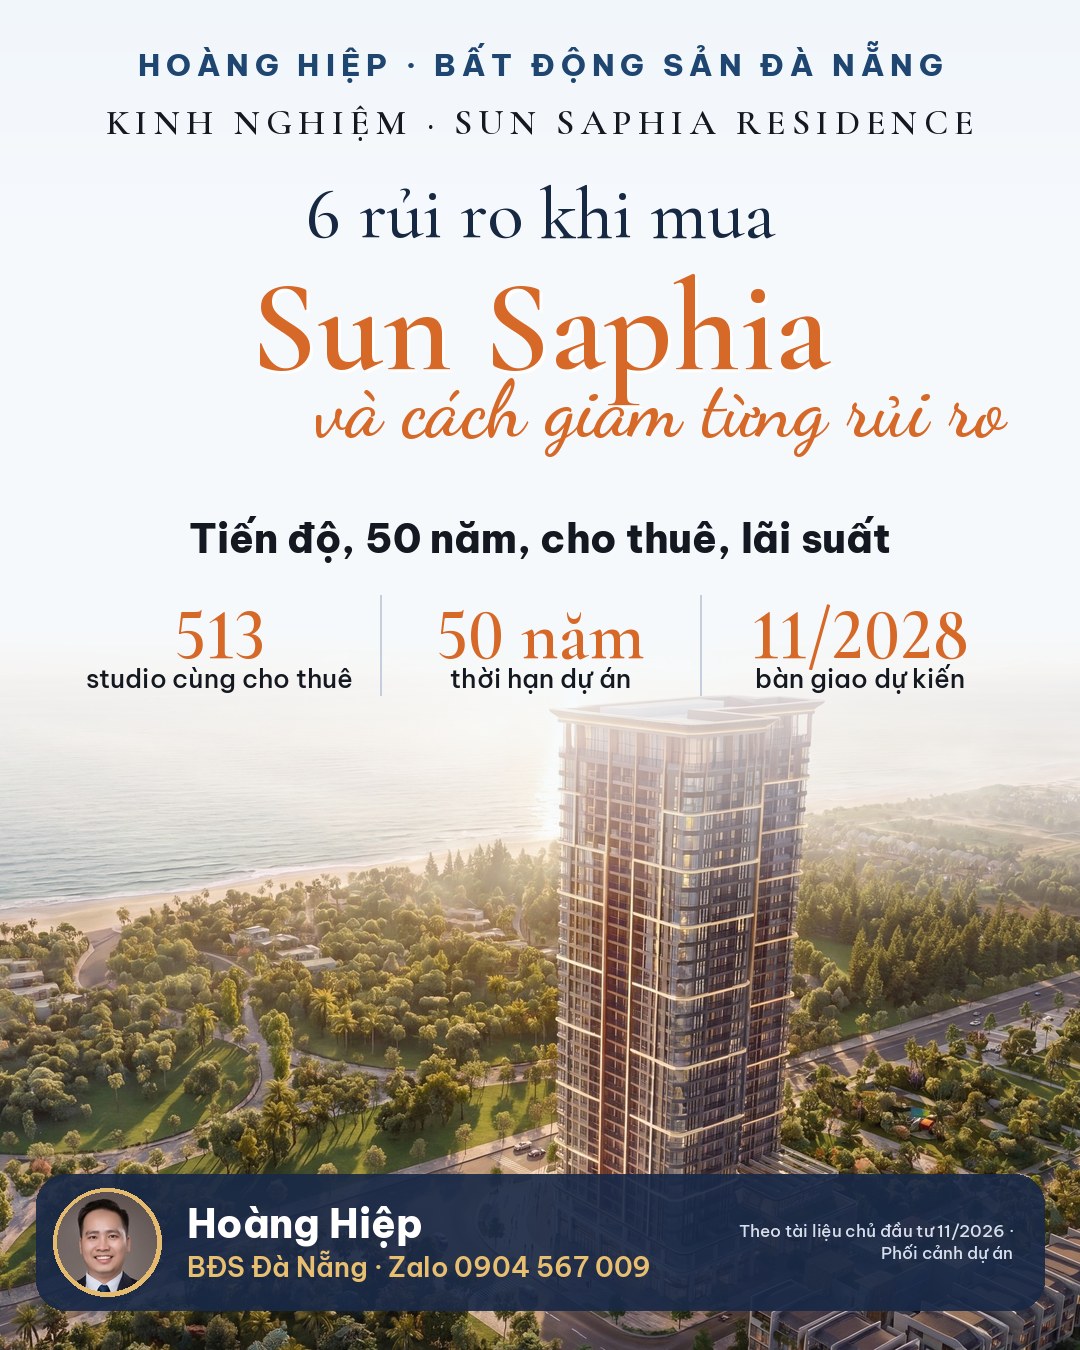 HOÀNG HIỆP · BẤT ĐỘNG SẢN ĐÀ NẴNG
KINH NGHIỆM · SUN SAPHIA RESIDENCE
6 rủi ro khi mua
Sun Saphia
và cách giảm từng rủi ro
Tiến độ, 50 năm, cho thuê, lãi suất
513
studio cùng cho thuê
50 năm
thời hạn dự án
11/2028
bàn giao dự kiến
Hoàng Hiệp
BĐS Đà Nẵng · Zalo 0904 567 009
Theo tài liệu chủ đầu tư 11/2026 ·
Phối cảnh dự án